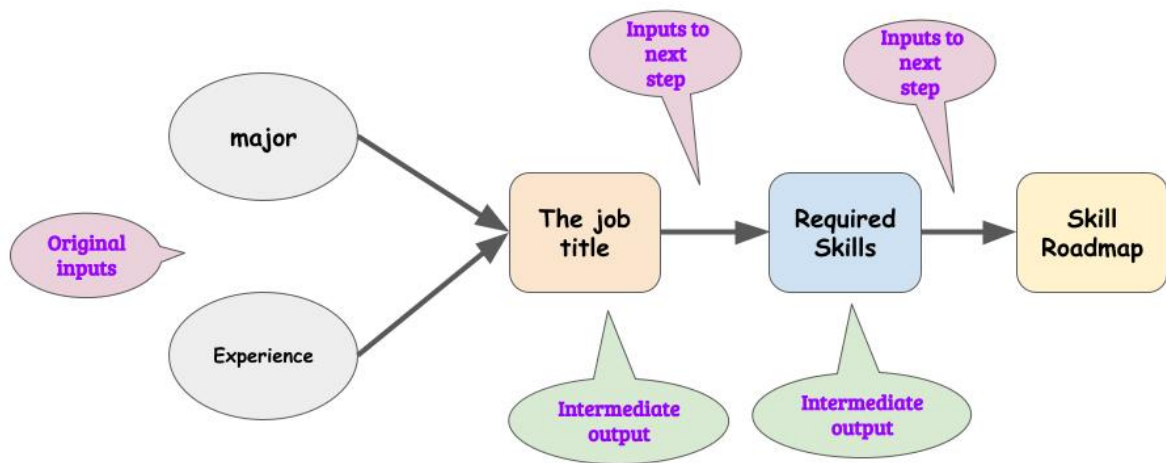 Inputs to
next
step
Inputs to
next
step
major
The job
title
Required
Skills
Skill
Roadmap
Original
inputs
Experience
Intermediate
output
Intermediate
output